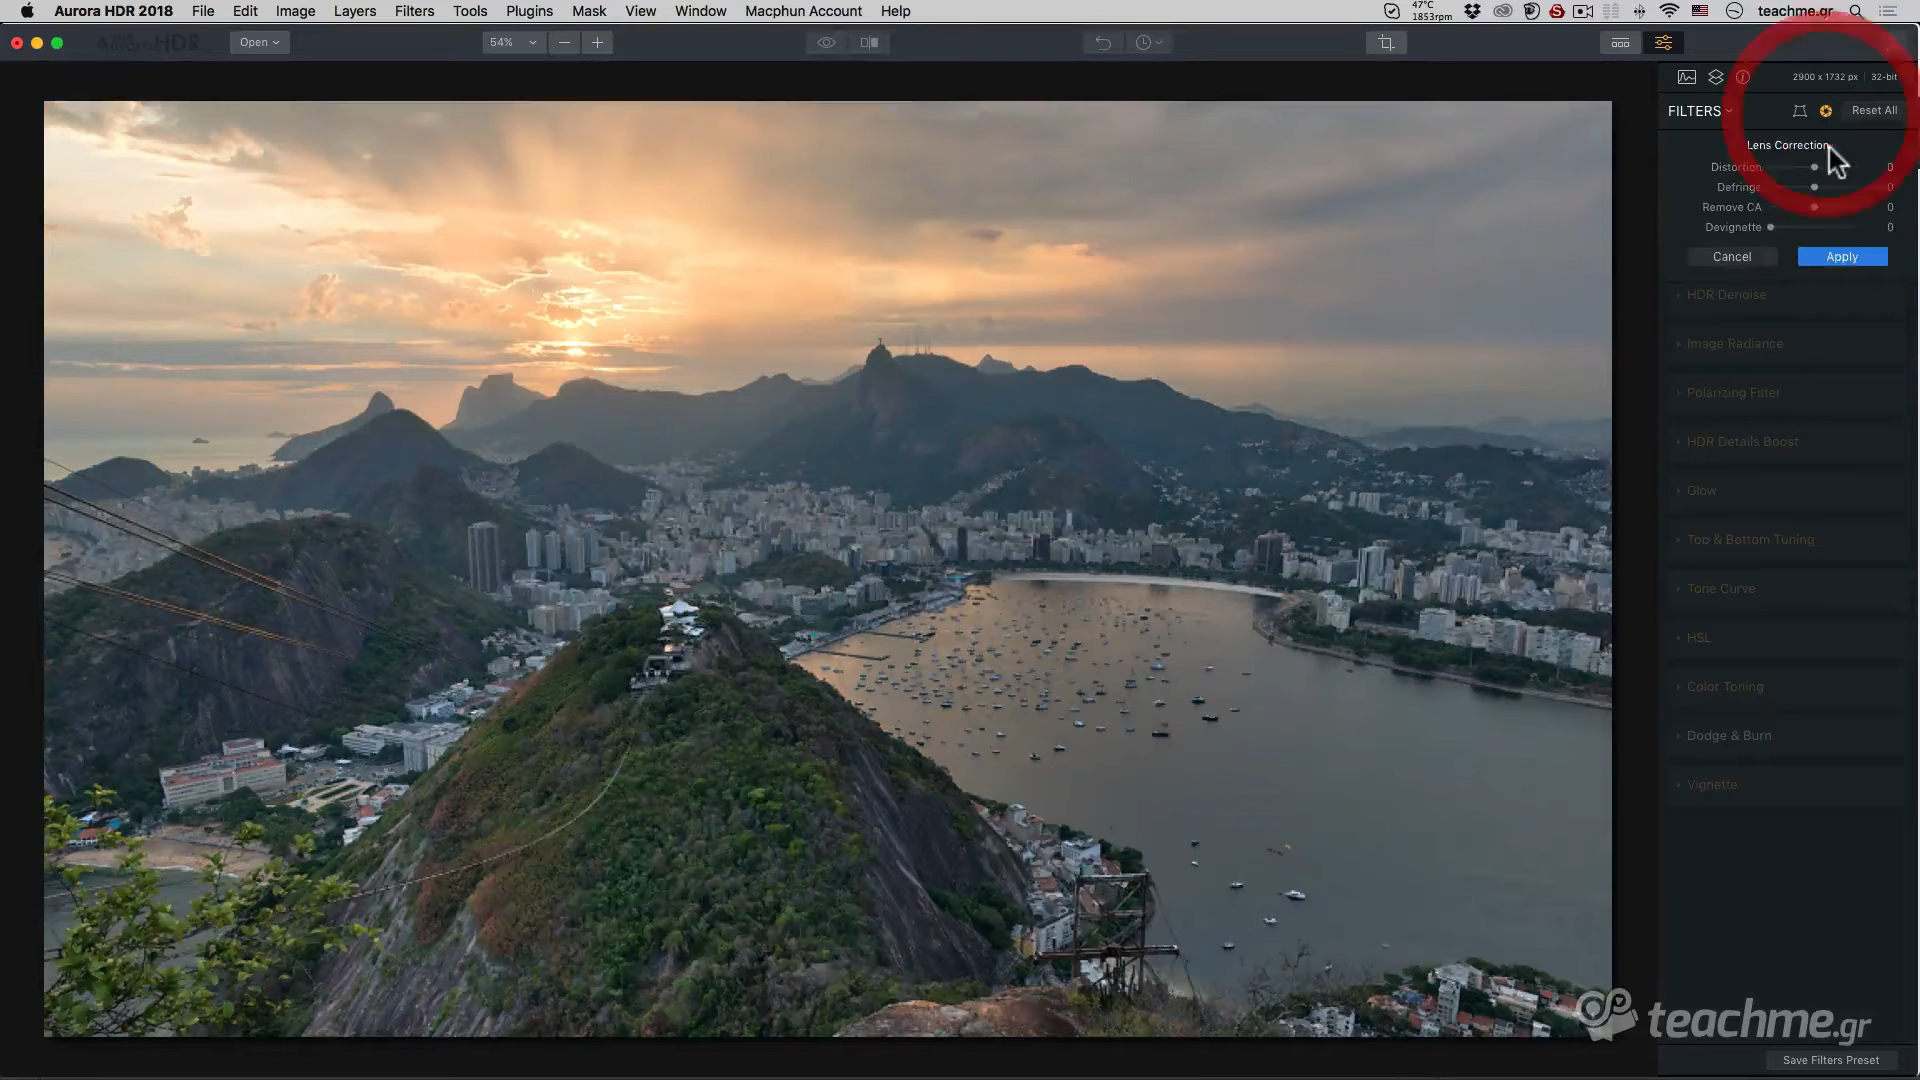 Aurora HDR 2018 File Edit Image Layers Filters Tools Plugins Mask View Window Macphun Account Help 47°C 1853rpm teachme.gr
AuroraHDR Open 54%
2900 x 1732 px 32-bit
FILTERS Reset All
Lens Correction
Distortion 0
Defringe 0
Remove CA 0
Devignette 0
Cancel Apply
HDR Denoise
Image Radiance
Polarizing Filter
HDR Details Boost
Glow
Top & Bottom Tuning
Tone Curve
HSL
Color Toning
Dodge & Burn
Vignette
teachme.gr
Save Filters Preset